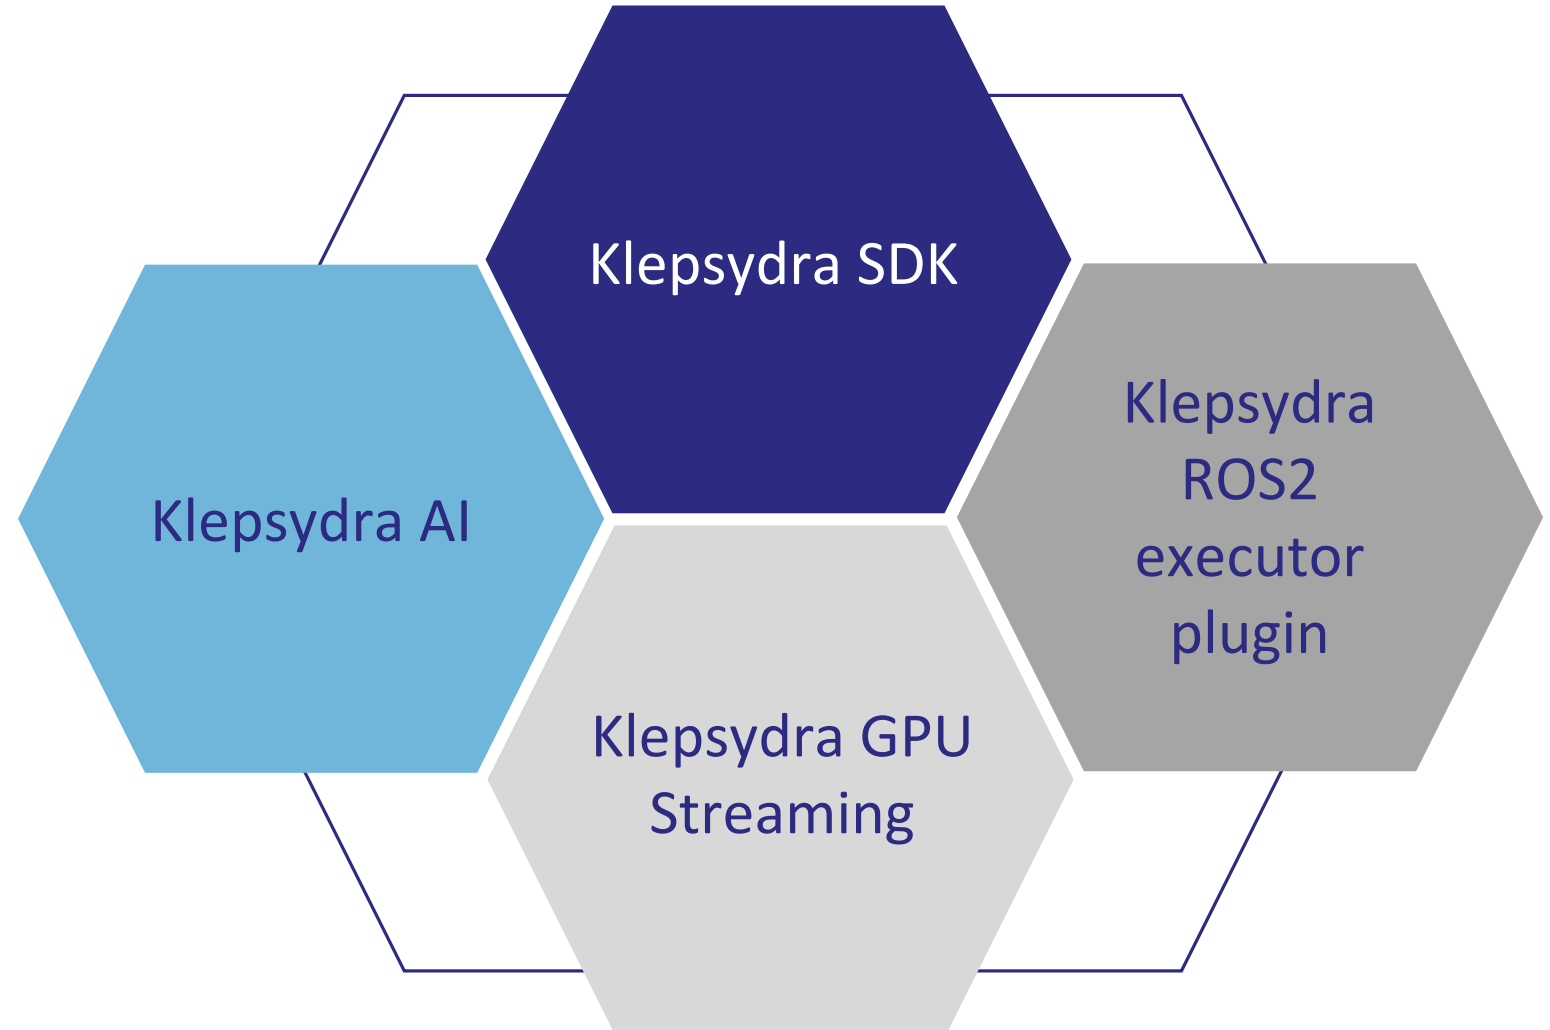 Klepsydra SDK
Klepsydra AI
Klepsydra
ROS2
executor
plugin
Klepsydra GPU
Streaming